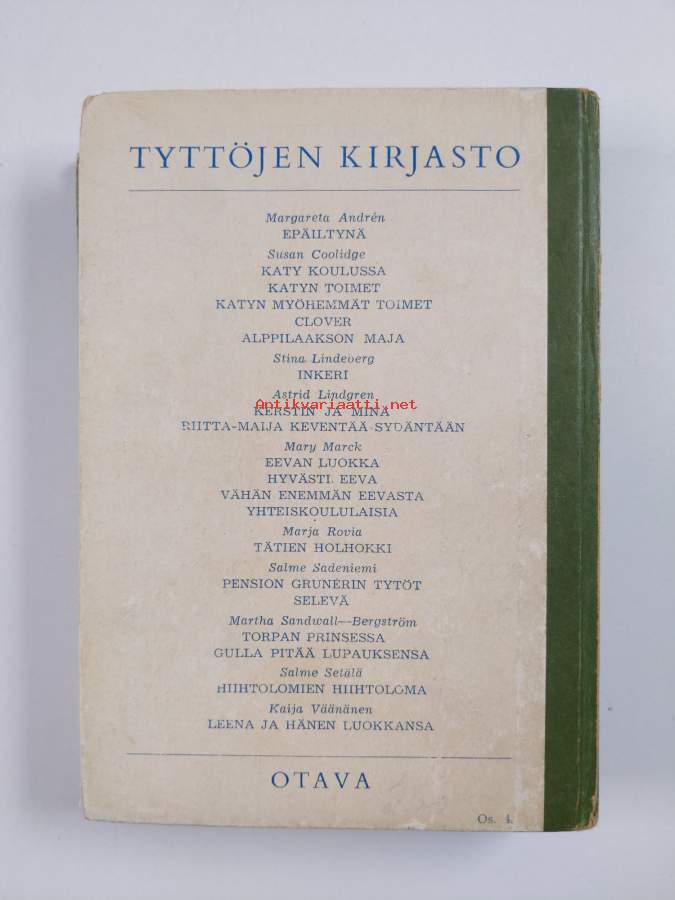 TYTTÖJEN KIRJASTO
Margareta Andrén
EPÄILTYNÄ
Susan Coolidge
KATY KOULUSSA
KATYN TOIMET
KATYN MYÖHEMMÄT TOIMET
CLOVER
ALPPILAAKSON MAJA
Stina Lindeberg
INKERI
Astrid Lindgren
Antikvariaatti.net
KERSTIN JA MINÄ
RIITTA-MAIJA KEVENTÄÄ SYDÄNTÄÄN
Mary Marck
EEVAN LUOKKA
HYVÄSTI, EEVA
VÄHÄN ENEMMÄN EEVASTA
YHTEISKOULULAISIA
Marja Rovia
TÄTIEN HOLHOKKI
Salme Sadeniemi
PENSION GRUNÉRIN TYTÖT
SELEVÄ
Martha Sandwall—Bergström
TORPAN PRINSESSA
GULLA PITÄÄ LUPAUKSENSA
Salme Setälä
HIIHTOLOMIEN HIIHTOLOMA
Kaija Väänänen
LEENA JA HÄNEN LUOKKANSA
OTAVA
Os. 4.